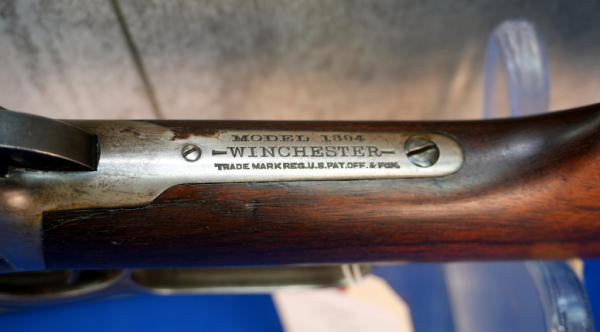 MODEL 1894
-WINCHESTER-
TRADE MARK REG. U.S. PAT. OFF. & FGN.